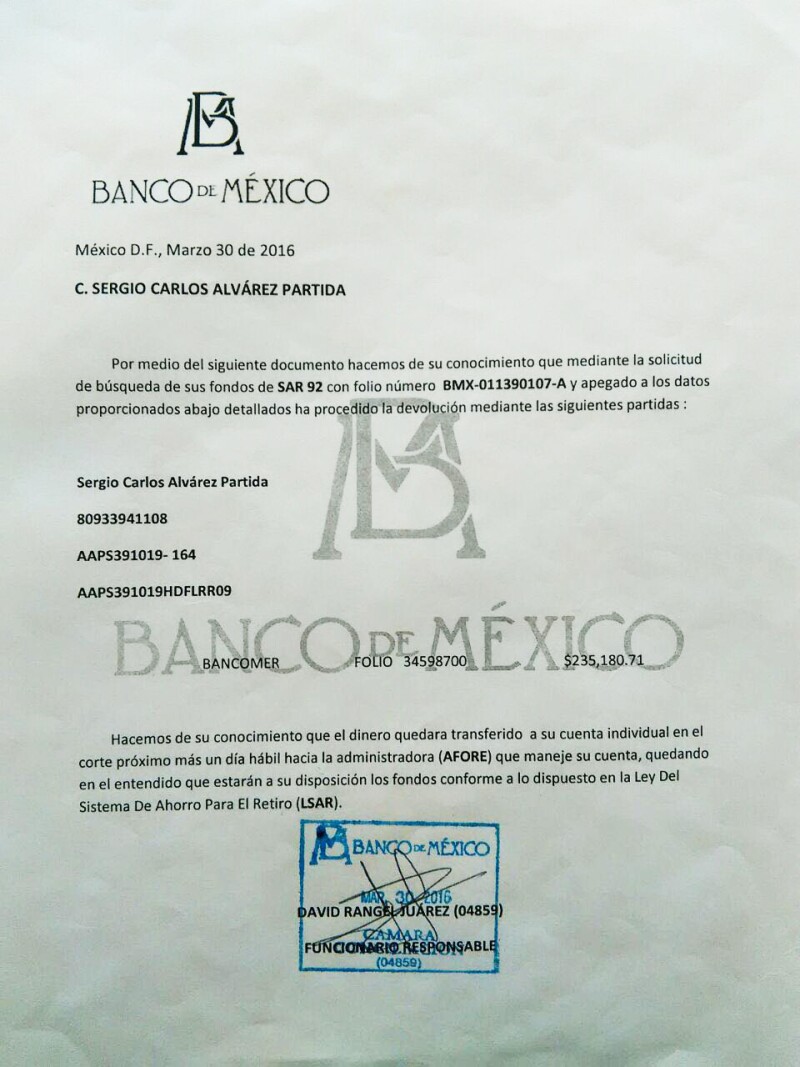 BM
BANCO DE MÉXICO
México D.F., Marzo 30 de 2016
C. SERGIO CARLOS ALVÁREZ PARTIDA
Por medio del siguiente documento hacemos de su conocimiento que mediante la solicitud
de búsqueda de sus fondos de SAR 92 con folio número BMX-011390107-A y apegado a los datos
proporcionados abajo detallados ha procedido la devolución mediante las siguientes partidas :
BM
Sergio Carlos Alvárez Partida
80933941108
AAPS391019- 164
AAPS391019HDFLRR09
BANCO DE MÉXICO
BANCOMER FOLIO 34598700 $235,180.71
Hacemos de su conocimiento que el dinero quedara transferido a su cuenta individual en el
corte próximo más un día hábil hacia la administradora (AFORE) que maneje su cuenta, quedando
en el entendido que estarán a su disposición los fondos conforme a lo dispuesto en la Ley Del
Sistema De Ahorro Para El Retiro (LSAR).
BM BANCO DE MÉXICO
MAR. 30 2016
DAVID RANGEL JUÁREZ (04859)
CAMARA
FUNCIONARIO RESPONSABLE
(04859)